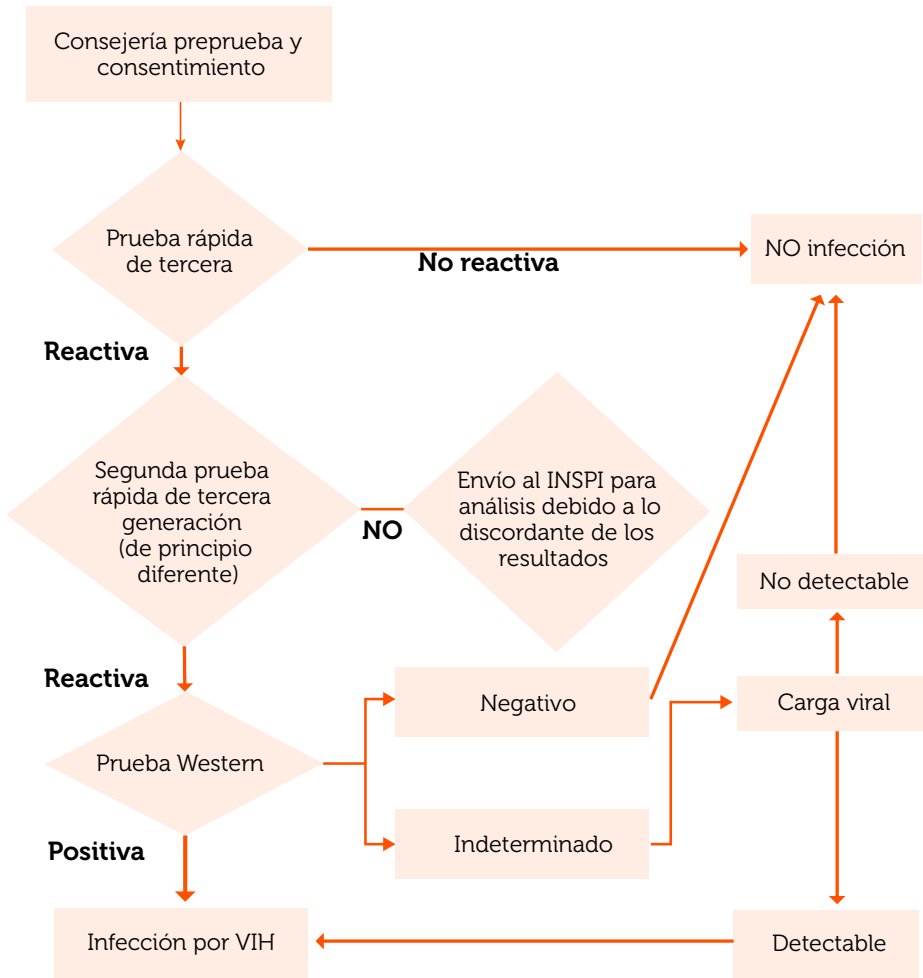 Consejería preprueba y
consentimiento
Prueba rápida
de tercera
No reactiva
NO infección
Reactiva
Segunda prueba
rápida de tercera
generación
(de principio
diferente)
NO
Envío al INSPI para
análisis debido a lo
discordante de los
resultados
No detectable
Reactiva
Negativo
Carga viral
Prueba Western
Indeterminado
Positiva
Infección por VIH
Detectable